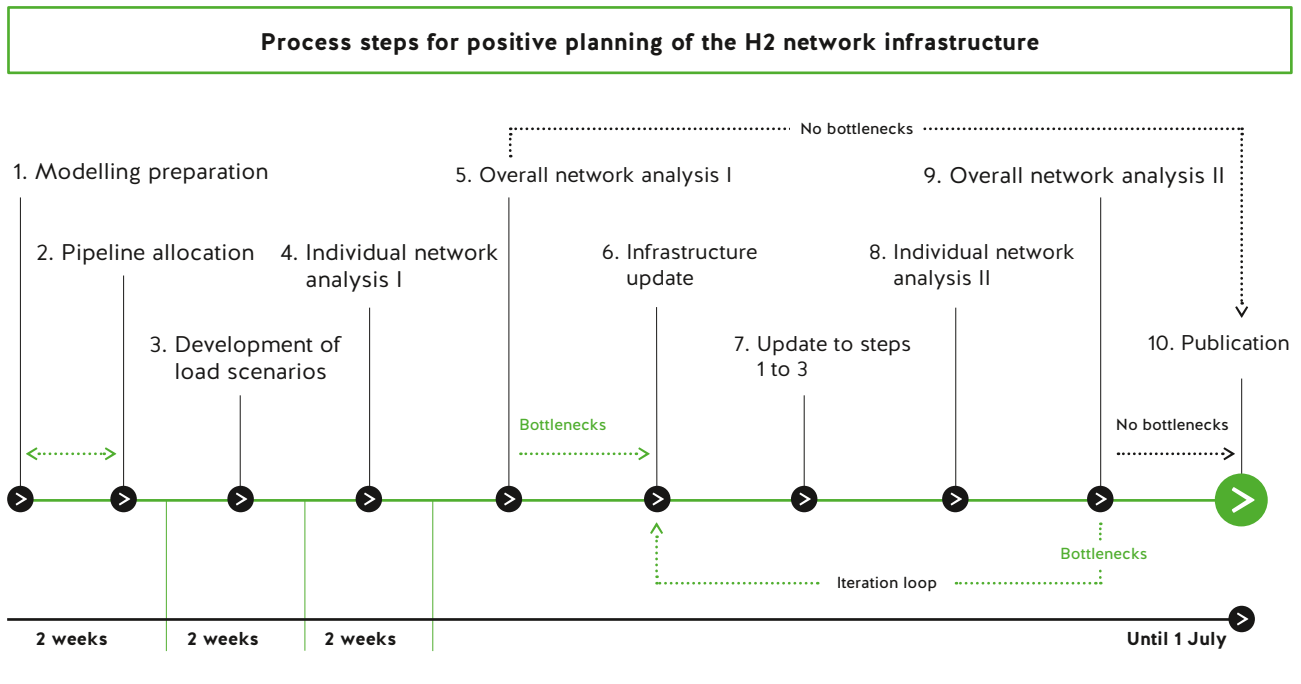 Process steps for positive planning of the H2 network infrastructure
No bottlenecks
1. Modelling preparation
5. Overall network analysis I
9. Overall network analysis II
2. Pipeline allocation
4. Individual network
analysis I
6. Infrastructure
update
8. Individual network
analysis II
3. Development of
load scenarios
7. Update to steps
1 to 3
10. Publication
Bottlenecks
No bottlenecks
Bottlenecks
Iteration loop
2 weeks
2 weeks
2 weeks
Until 1 July